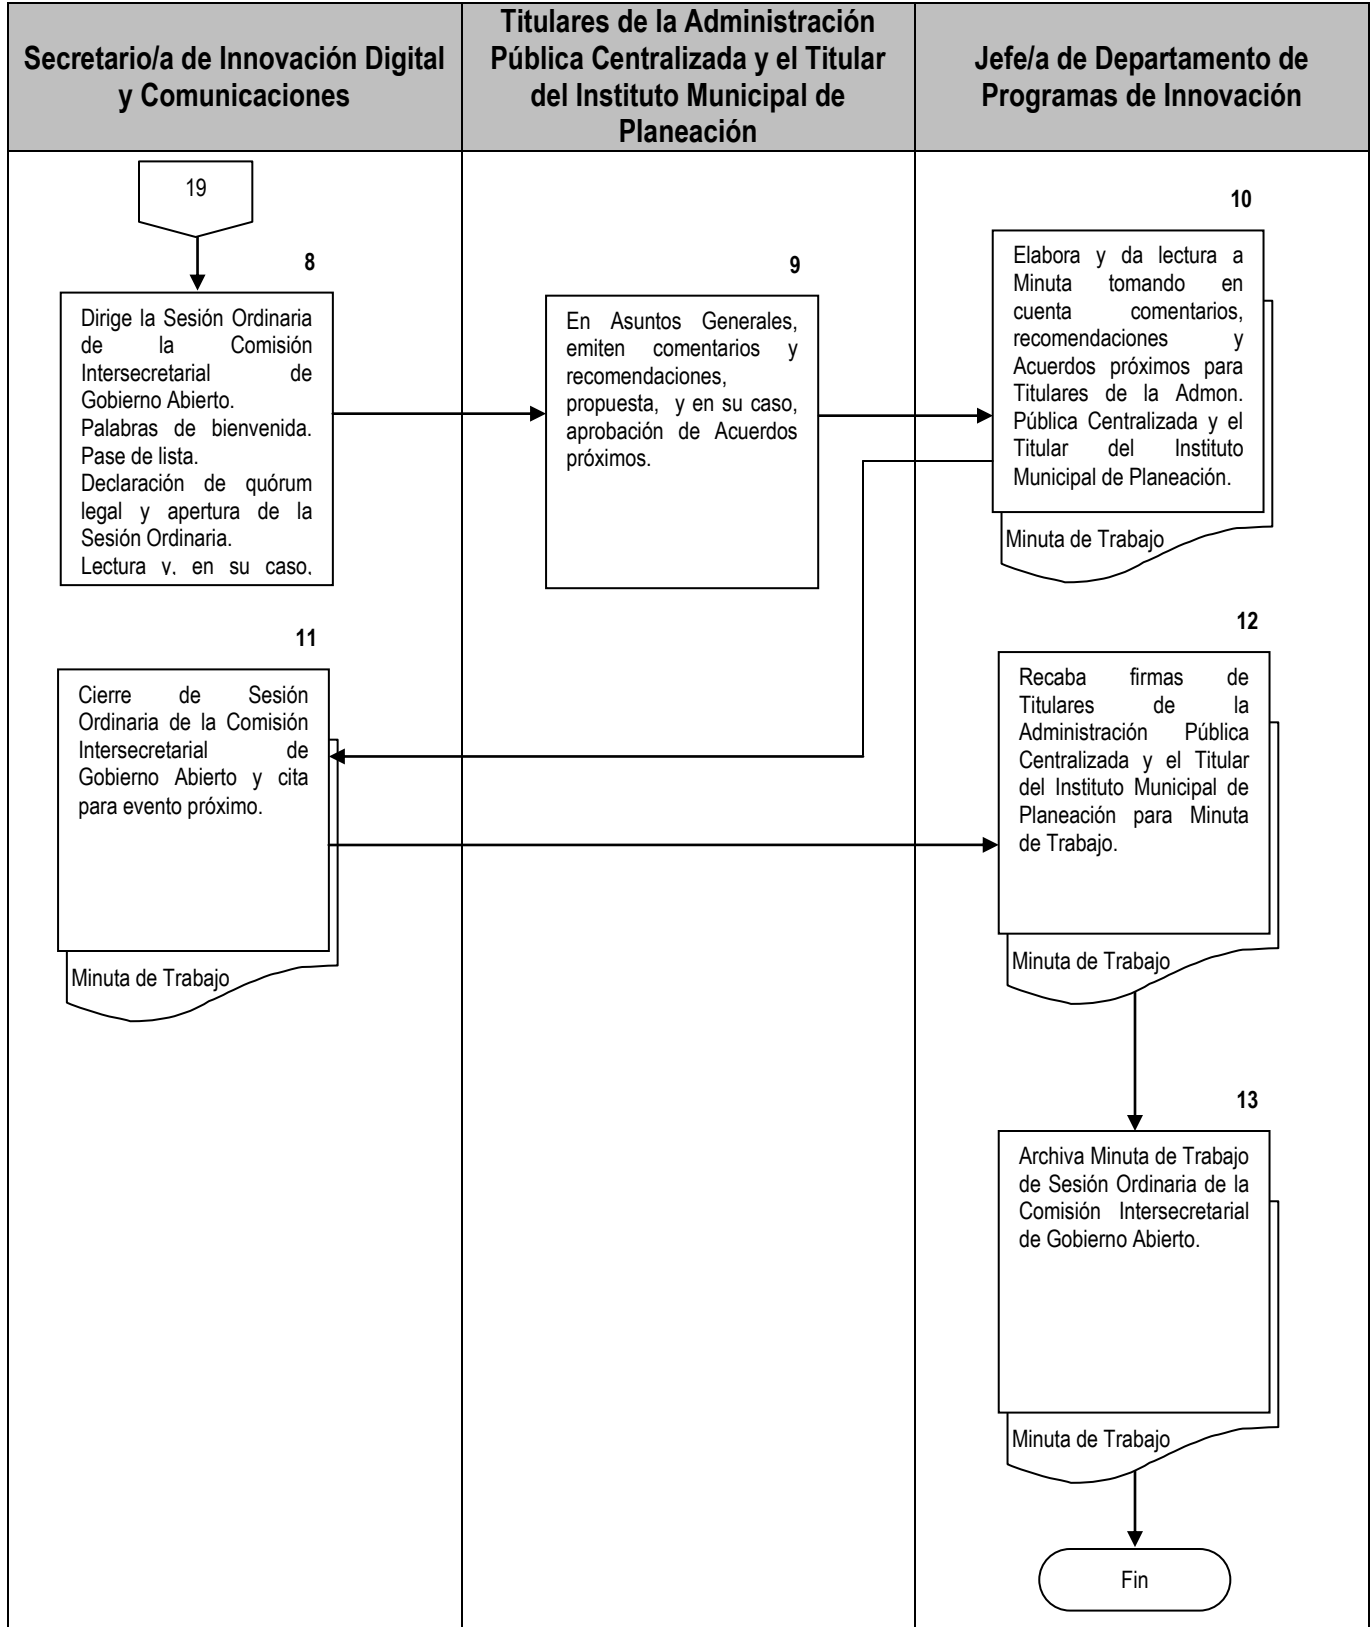 Secretario/a de Innovación Digital
y Comunicaciones
Titulares de la Administración
Pública Centralizada y el Titular
del Instituto Municipal de
Planeación
Jefe/a de Departamento de
Programas de Innovación
19
8
Dirige la Sesión Ordinaria
de la Comisión
Intersecretarial de
Gobierno Abierto.
Palabras de bienvenida.
Pase de lista.
Declaración de quórum
legal y apertura de la
Sesión Ordinaria.
Lectura y, en su caso,
9
En Asuntos Generales,
emiten comentarios y
recomendaciones,
propuesta, y en su caso,
aprobación de Acuerdos
próximos.
10
Elabora y da lectura a
Minuta tomando en
cuenta comentarios,
recomendaciones y
Acuerdos próximos para
Titulares de la Admon.
Pública Centralizada y el
Titular del Instituto
Municipal de Planeación.
Minuta de Trabajo
11
Cierre de Sesión
Ordinaria de la Comisión
Intersecretarial de
Gobierno Abierto y cita
para evento próximo.
Minuta de Trabajo
12
Recaba firmas de
Titulares de la
Administración Pública
Centralizada y el Titular
del Instituto Municipal de
Planeación para Minuta
de Trabajo.
Minuta de Trabajo
13
Archiva Minuta de Trabajo
de Sesión Ordinaria de la
Comisión Intersecretarial
de Gobierno Abierto.
Minuta de Trabajo
Fin